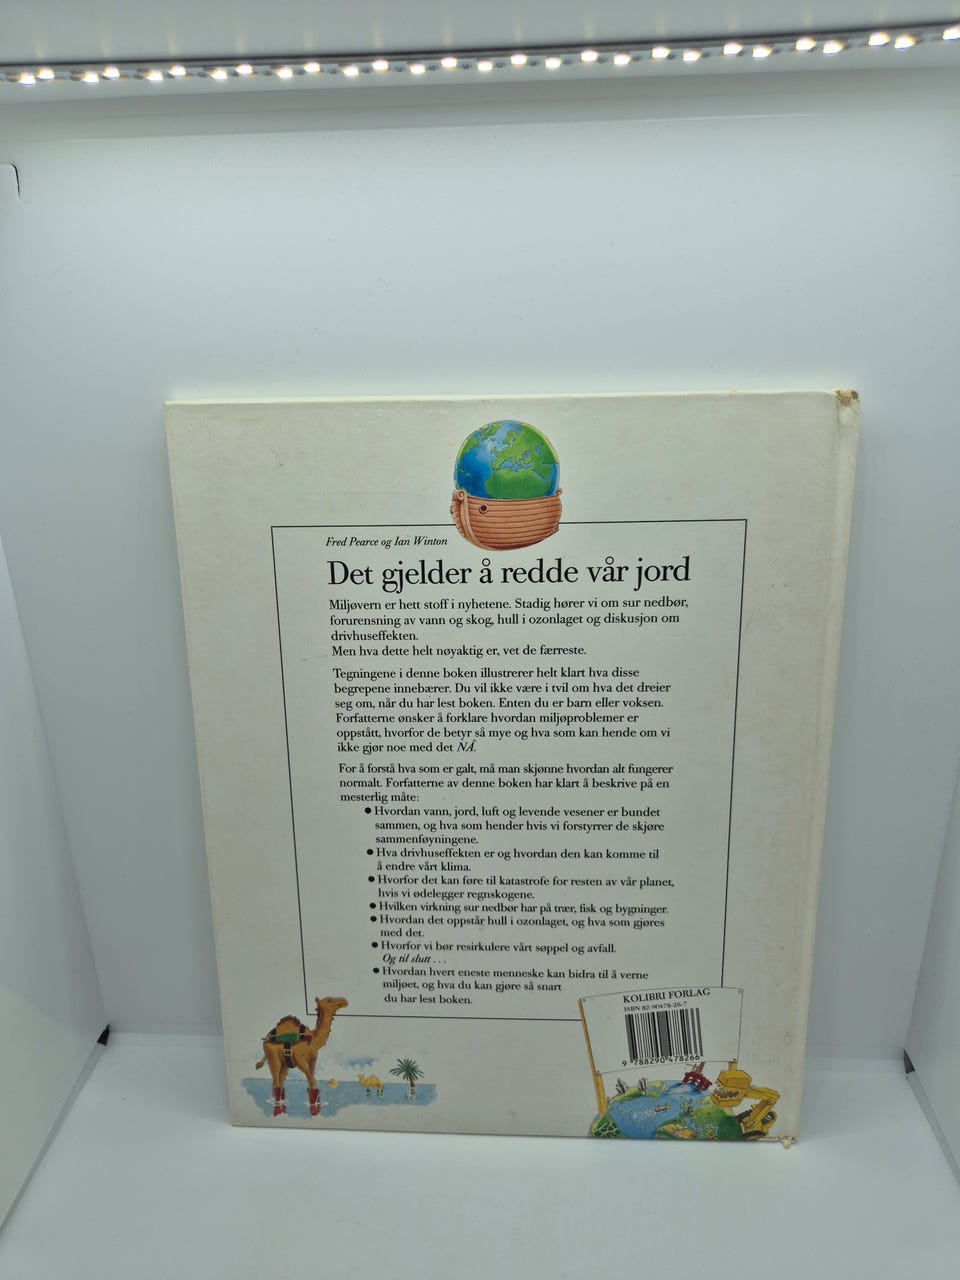 Fred Pearce og Ian Winton
Det gjelder å redde vår jord
Miljøvern er hett stoff i nyhetene. Stadig hører vi om sur nedbør,
forurensning av vann og skog, hull i ozonlaget og diskusjon om
drivhuseffekten.
Men hva dette helt nøyaktig er, vet de færreste.
Tegningene i denne boken illustrerer helt klart hva disse
begrepene innebærer. Du vil ikke være i tvil om hva det dreier
seg om, når du har lest boken. Enten du er barn eller voksen.
Forfatterne ønsker å forklare hvordan miljøproblemer er
oppstått, hvorfor de betyr så mye og hva som kan hende om vi
ikke gjør noe med det NÅ.
For å forstå hva som er galt, må man skjønne hvordan alt fungerer
normalt. Forfatterne av denne boken har klart å beskrive på en
mesterlig måte:
● Hvordan vann, jord, luft og levende vesener er bundet
sammen, og hva som hender hvis vi forstyrrer de skjøre
sammenføyningene.
● Hva drivhuseffekten er og hvordan den kan komme til
å endre vårt klima.
● Hvorfor det kan føre til katastrofe for resten av vår planet,
hvis vi ødelegger regnskogene.
● Hvilken virkning sur nedbør har på trær, fisk og bygninger.
● Hvordan det oppstår hull i ozonlaget, og hva som gjøres
med det.
● Hvorfor vi bør resirkulere vårt søppel og avfall.
Og til slutt . . .
● Hvordan hvert eneste menneske kan bidra til å verne
miljøet, og hva du kan gjøre så snart
du har lest boken.
KOLIBRI FORLAG
ISBN 82-90478-26-7
9 788290 478266